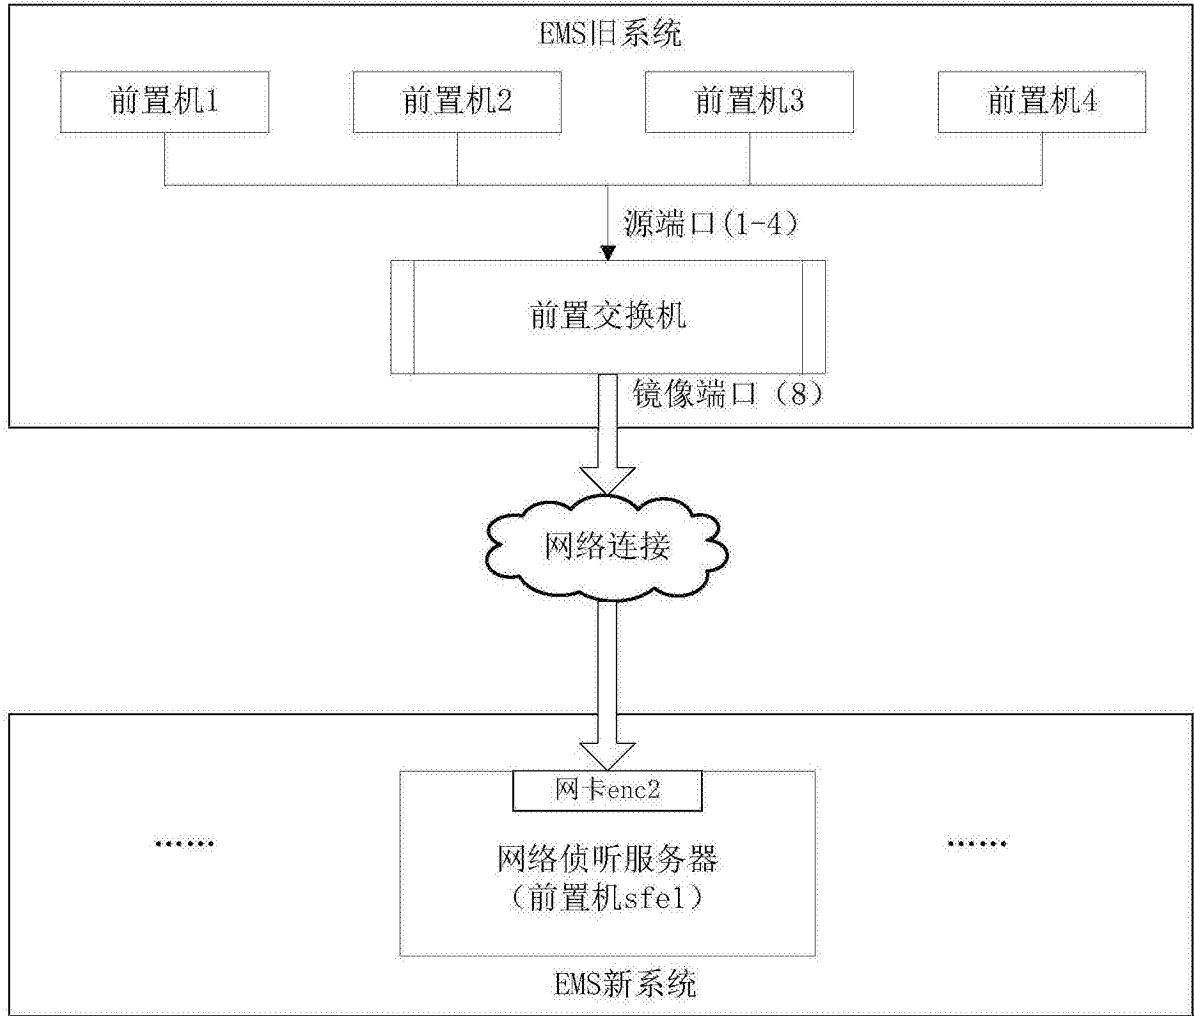 EMS旧系统
前置机1
前置机2
前置机3
前置机4
源端口(1-4)
前置交换机
镜像端口(8)
网络连接
网卡enc2
……
……
网络侦听服务器
(前置机sfe1)
EMS新系统